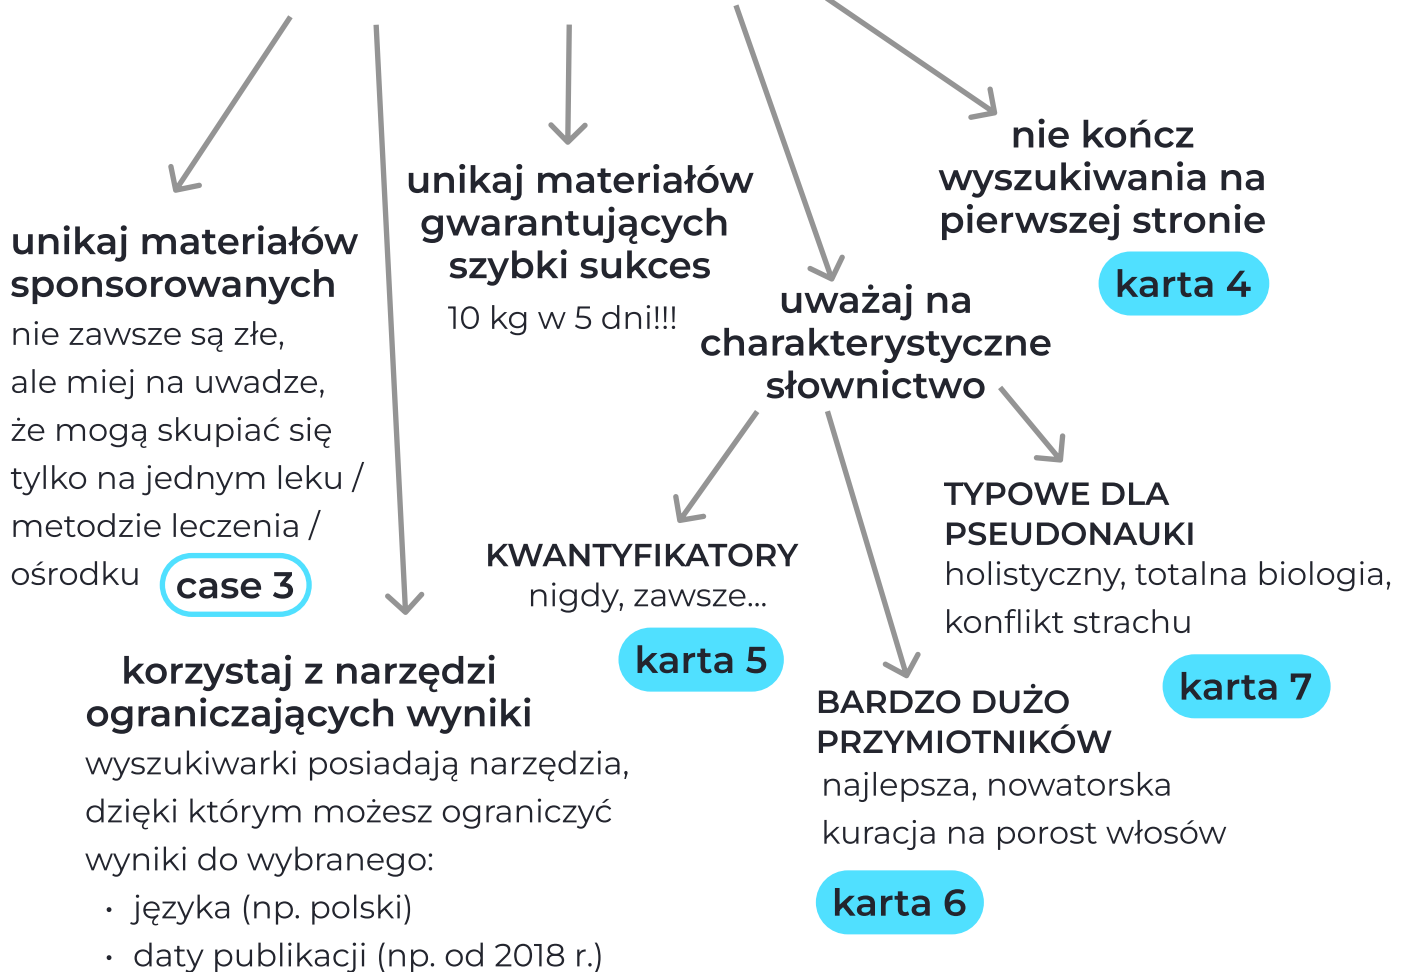 unikaj materiałów
sponsorowanych
nie zawsze są złe,
ale miej na uwadze,
że mogą skupiać się
tylko na jednym leku /
metodzie leczenia /
ośrodku
case 3
korzystaj z narzędzi
ograniczających wyniki
wyszukiwarki posiadają narzędzia,
dzięki którym możesz ograniczyć
wyniki do wybranego:
· języka (np. polski)
· daty publikacji (np. od 2018 r.)
unikaj materiałów
gwarantujących
szybki sukces
10 kg w 5 dni!!!
uważaj na
charakterystyczne
słownictwo
KWANTYFIKATORY
nigdy, zawsze...
karta 5
BARDZO DUŻO
PRZYMIOTNIKÓW
najlepsza, nowatorska
kuracja na porost włosów
karta 6
TYPOWE DLA
PSEUDONAUKI
holistyczny, totalna biologia,
konflikt strachu
karta 7
nie kończ
wyszukiwania na
pierwszej stronie
karta 4